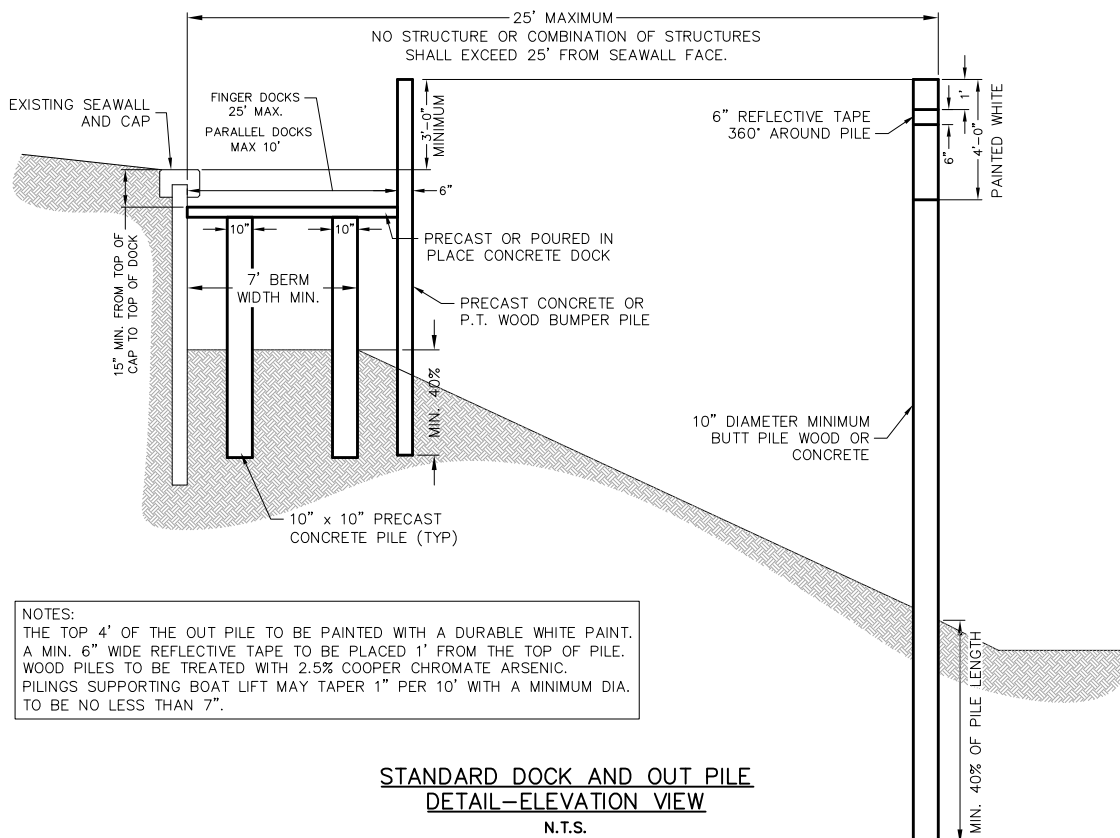 25' MAXIMUM
NO STRUCTURE OR COMBINATION OF STRUCTURES
SHALL EXCEED 25' FROM SEAWALL FACE.
EXISTING SEAWALL
AND CAP
FINGER DOCKS
25' MAX.
PARALLEL DOCKS
MAX 10'
3'-0"
MINIMUM
6" REFLECTIVE TAPE
360° AROUND PILE
1'
6"
4'-0"
PAINTED WHITE
6"
15" MIN. FROM TOP OF
CAP TO TOP OF DOCK
10"
10"
PRECAST OR POURED IN
PLACE CONCRETE DOCK
7' BERM
WIDTH MIN.
PRECAST CONCRETE OR
P.T. WOOD BUMPER PILE
MIN. 40%
10" DIAMETER MINIMUM
BUTT PILE WOOD OR
CONCRETE
10" x 10" PRECAST
CONCRETE PILE (TYP)
MIN. 40% OF PILE LENGTH
NOTES:
THE TOP 4' OF THE OUT PILE TO BE PAINTED WITH A DURABLE WHITE PAINT.
A MIN. 6" WIDE REFLECTIVE TAPE TO BE PLACED 1' FROM THE TOP OF PILE.
WOOD PILES TO BE TREATED WITH 2.5% COOPER CHROMATE ARSENIC.
PILINGS SUPPORTING BOAT LIFT MAY TAPER 1" PER 10' WITH A MINIMUM DIA.
TO BE NO LESS THAN 7".
STANDARD DOCK AND OUT PILE
DETAIL-ELEVATION VIEW
N.T.S.